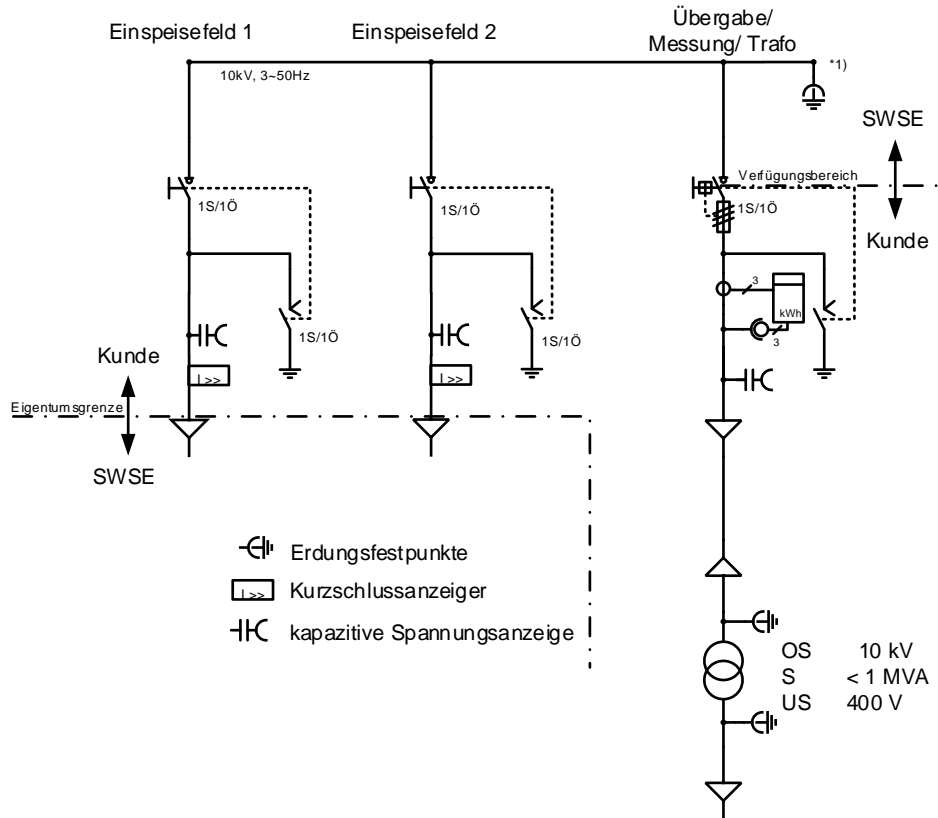 Einspeisefeld 1
Einspeisefeld 2
Übergabe/
Messung/ Trafo
10kV, 3~50Hz
*1)
SWSE
Verfügungsbereich
Kunde
1S/1Ö
1S/1Ö
1S/1Ö
3
kWh
3
1S/1Ö
1S/1Ö
I>>
I>>
Kunde
Eigentumsgrenze
SWSE
Erdungsfestpunkte
I>> Kurzschlussanzeiger
kapazitive Spannungsanzeige
OS 10 kV
S < 1 MVA
US 400 V